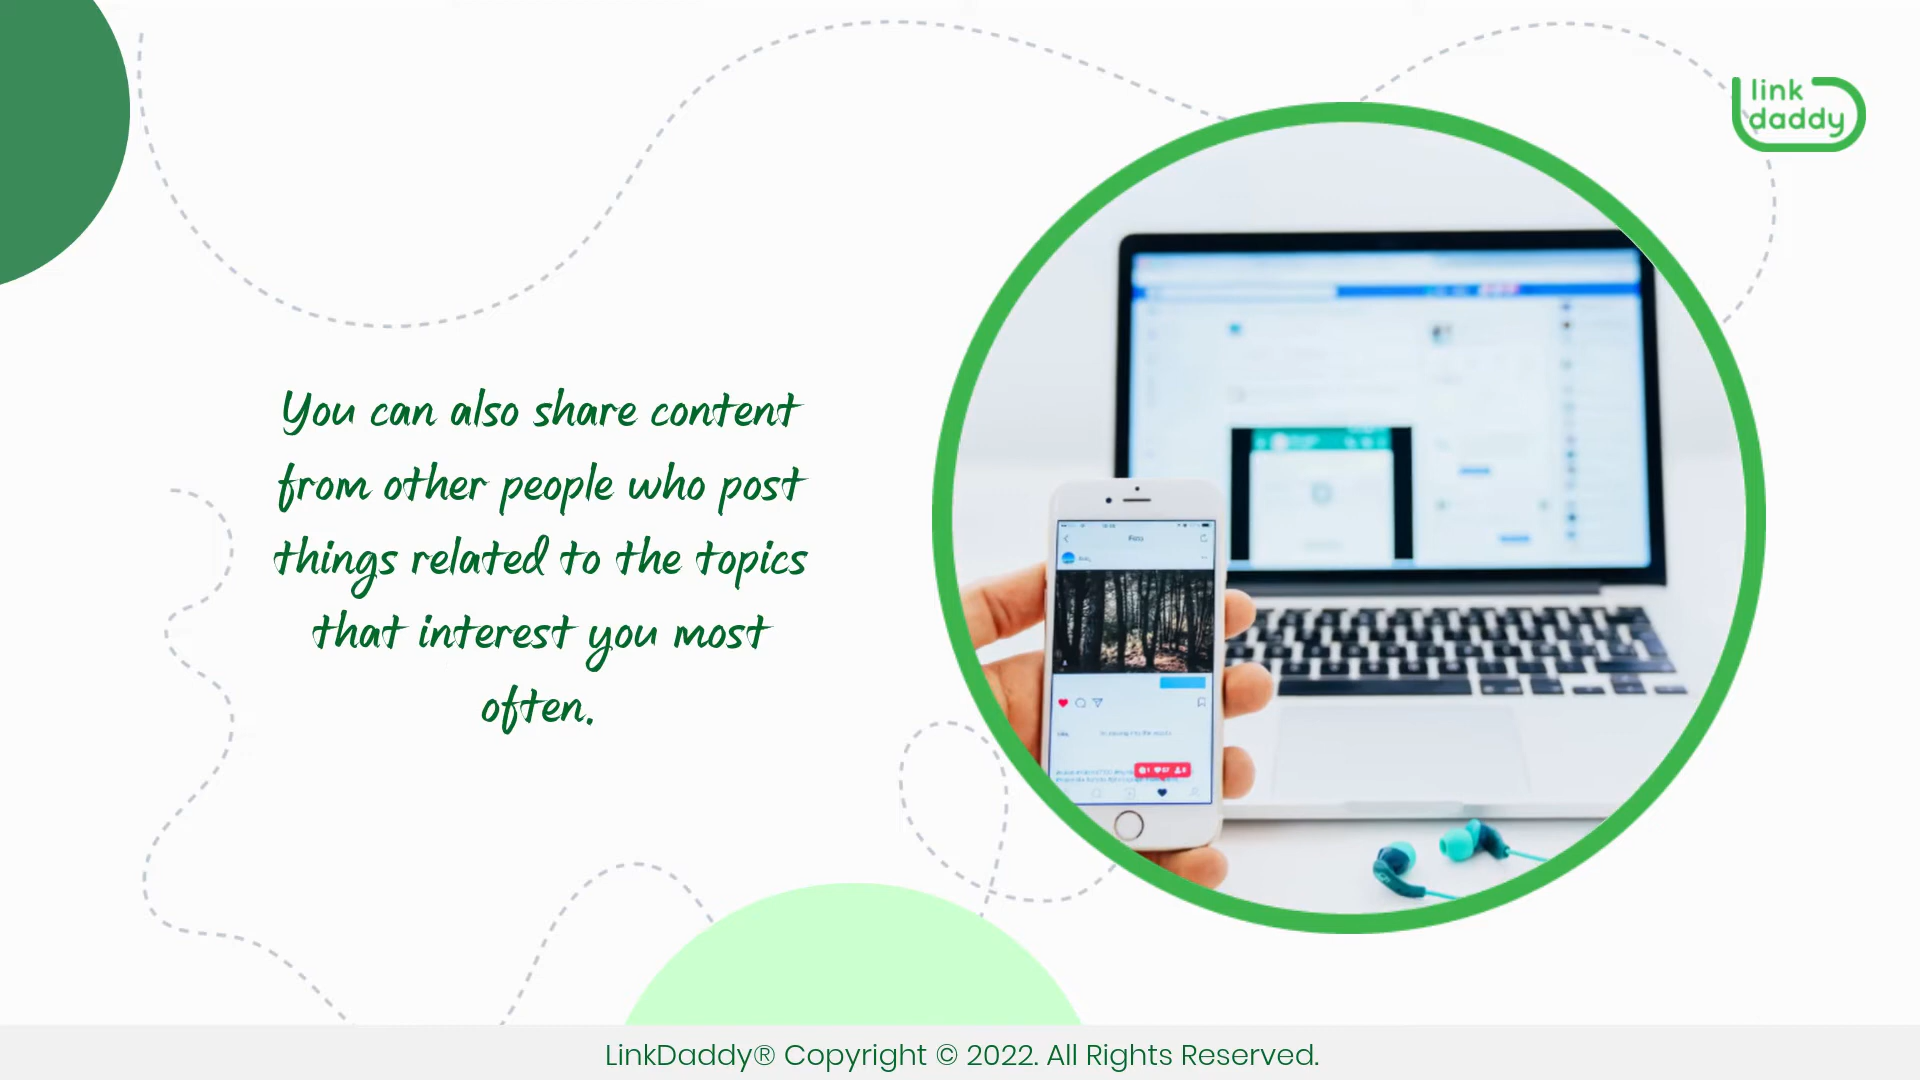 link
daddy
You can also share content
from other people who post
things related to the topics
that interest you most
often.
LinkDaddy® Copyright © 2022. All Rights Reserved.